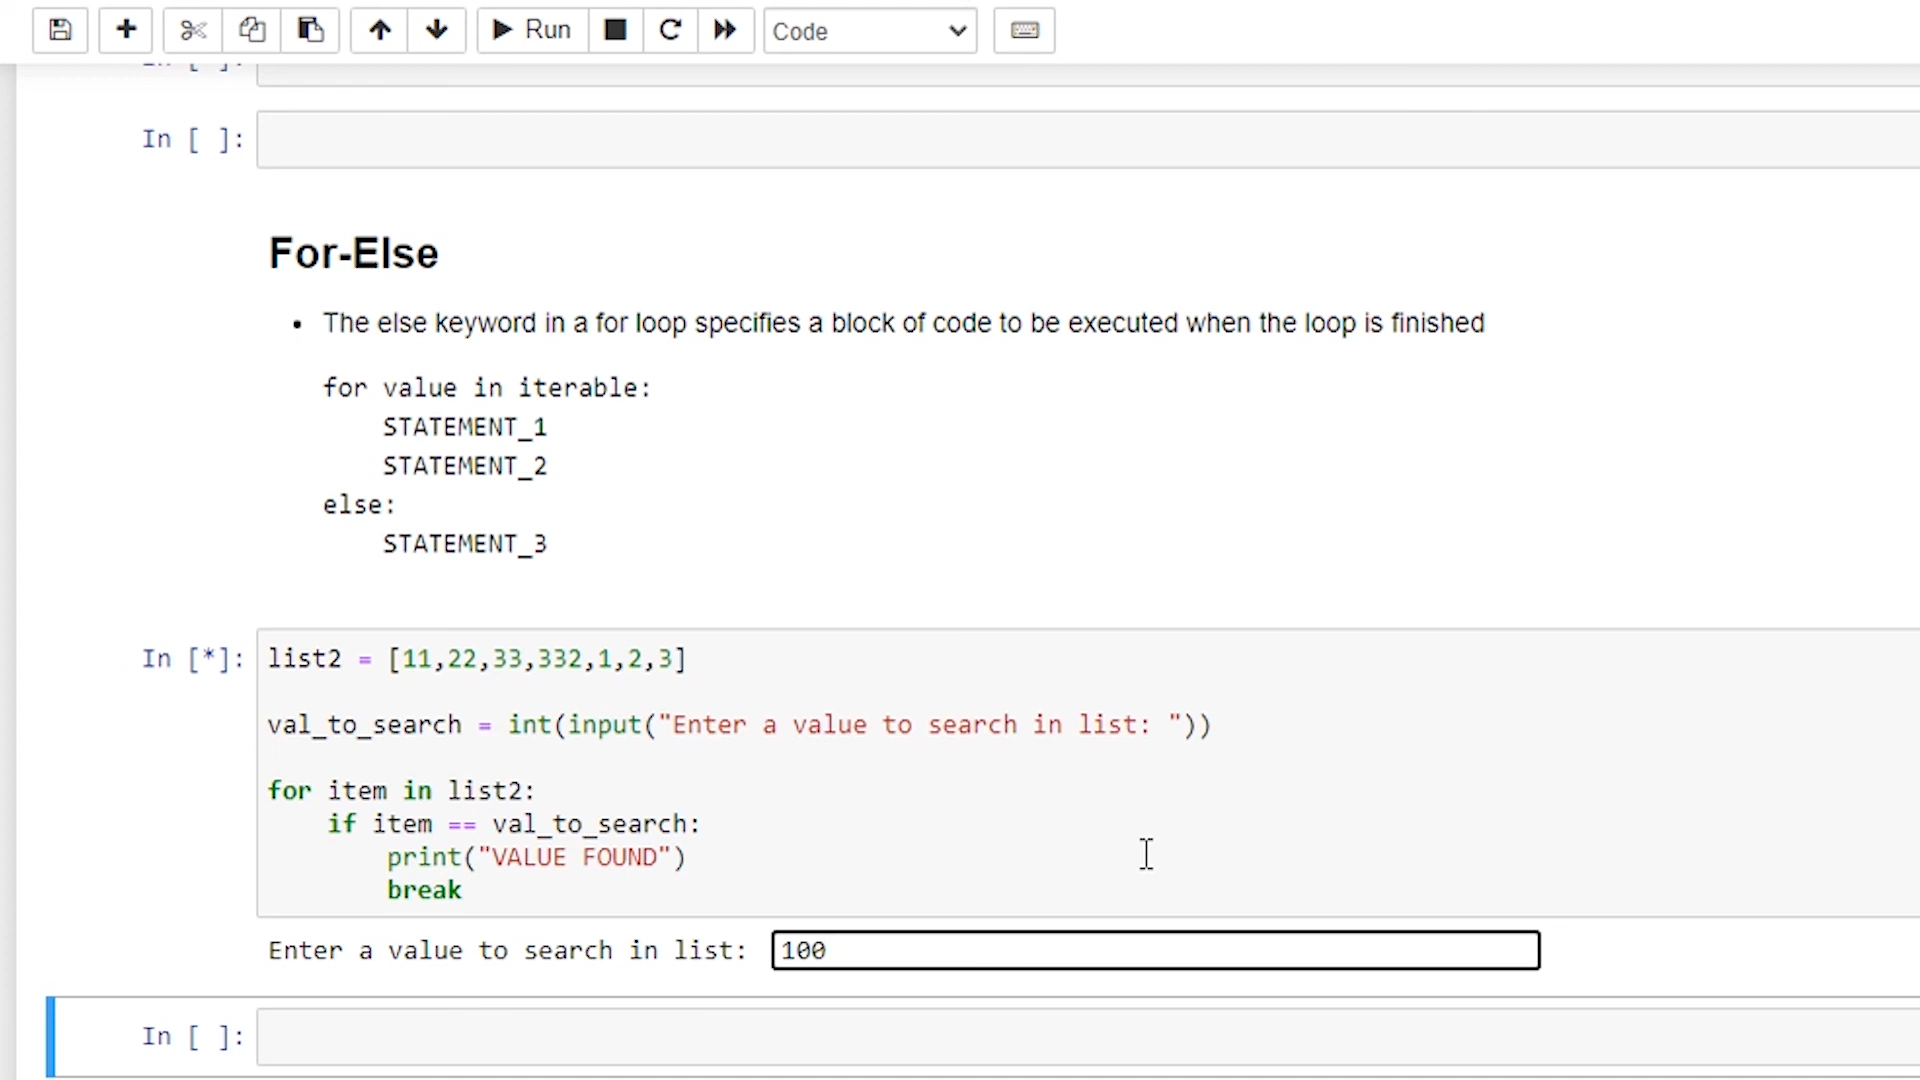 Run
Code
In [ ]:
In [ ]:
For-Else
• The else keyword in a for loop specifies a block of code to be executed when the loop is finished
for value in iterable:
    STATEMENT_1
    STATEMENT_2
else:
    STATEMENT_3
In [*]:
list2 = [11,22,33,332,1,2,3]
val_to_search = int(input("Enter a value to search in list: "))
for item in list2:
    if item == val_to_search:
        print("VALUE FOUND")
        break
Enter a value to search in list: 100
In [ ]: